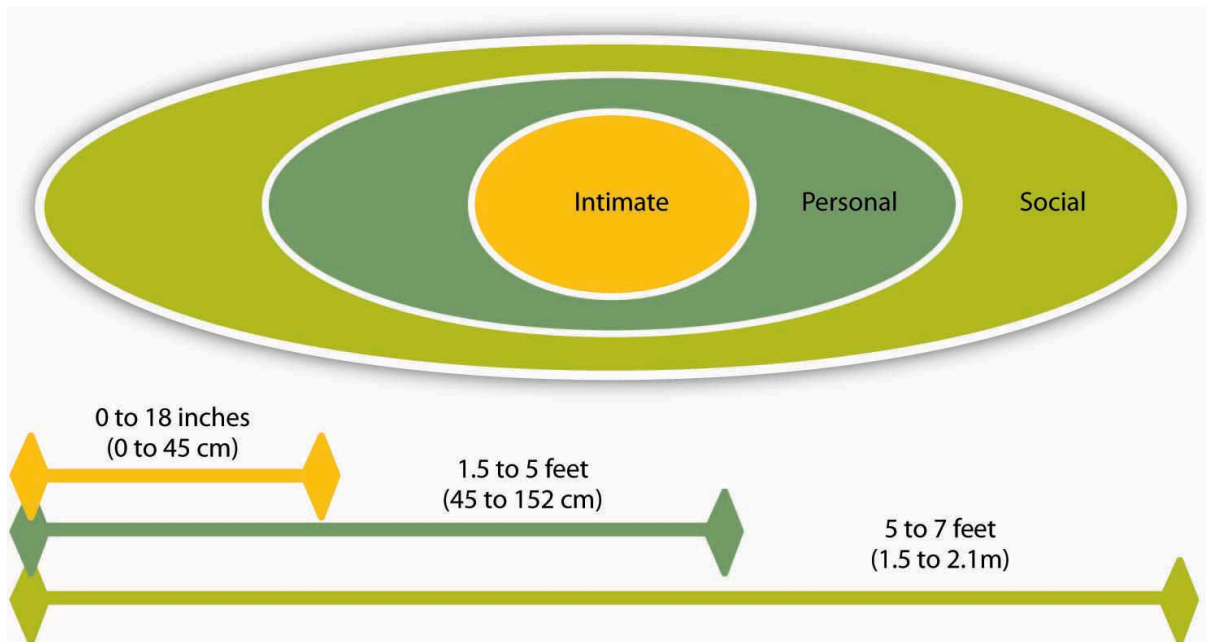 Intimate
Personal
Social
0 to 18 inches
(0 to 45 cm)
1.5 to 5 feet
(45 to 152 cm)
5 to 7 feet
(1.5 to 2.1m)